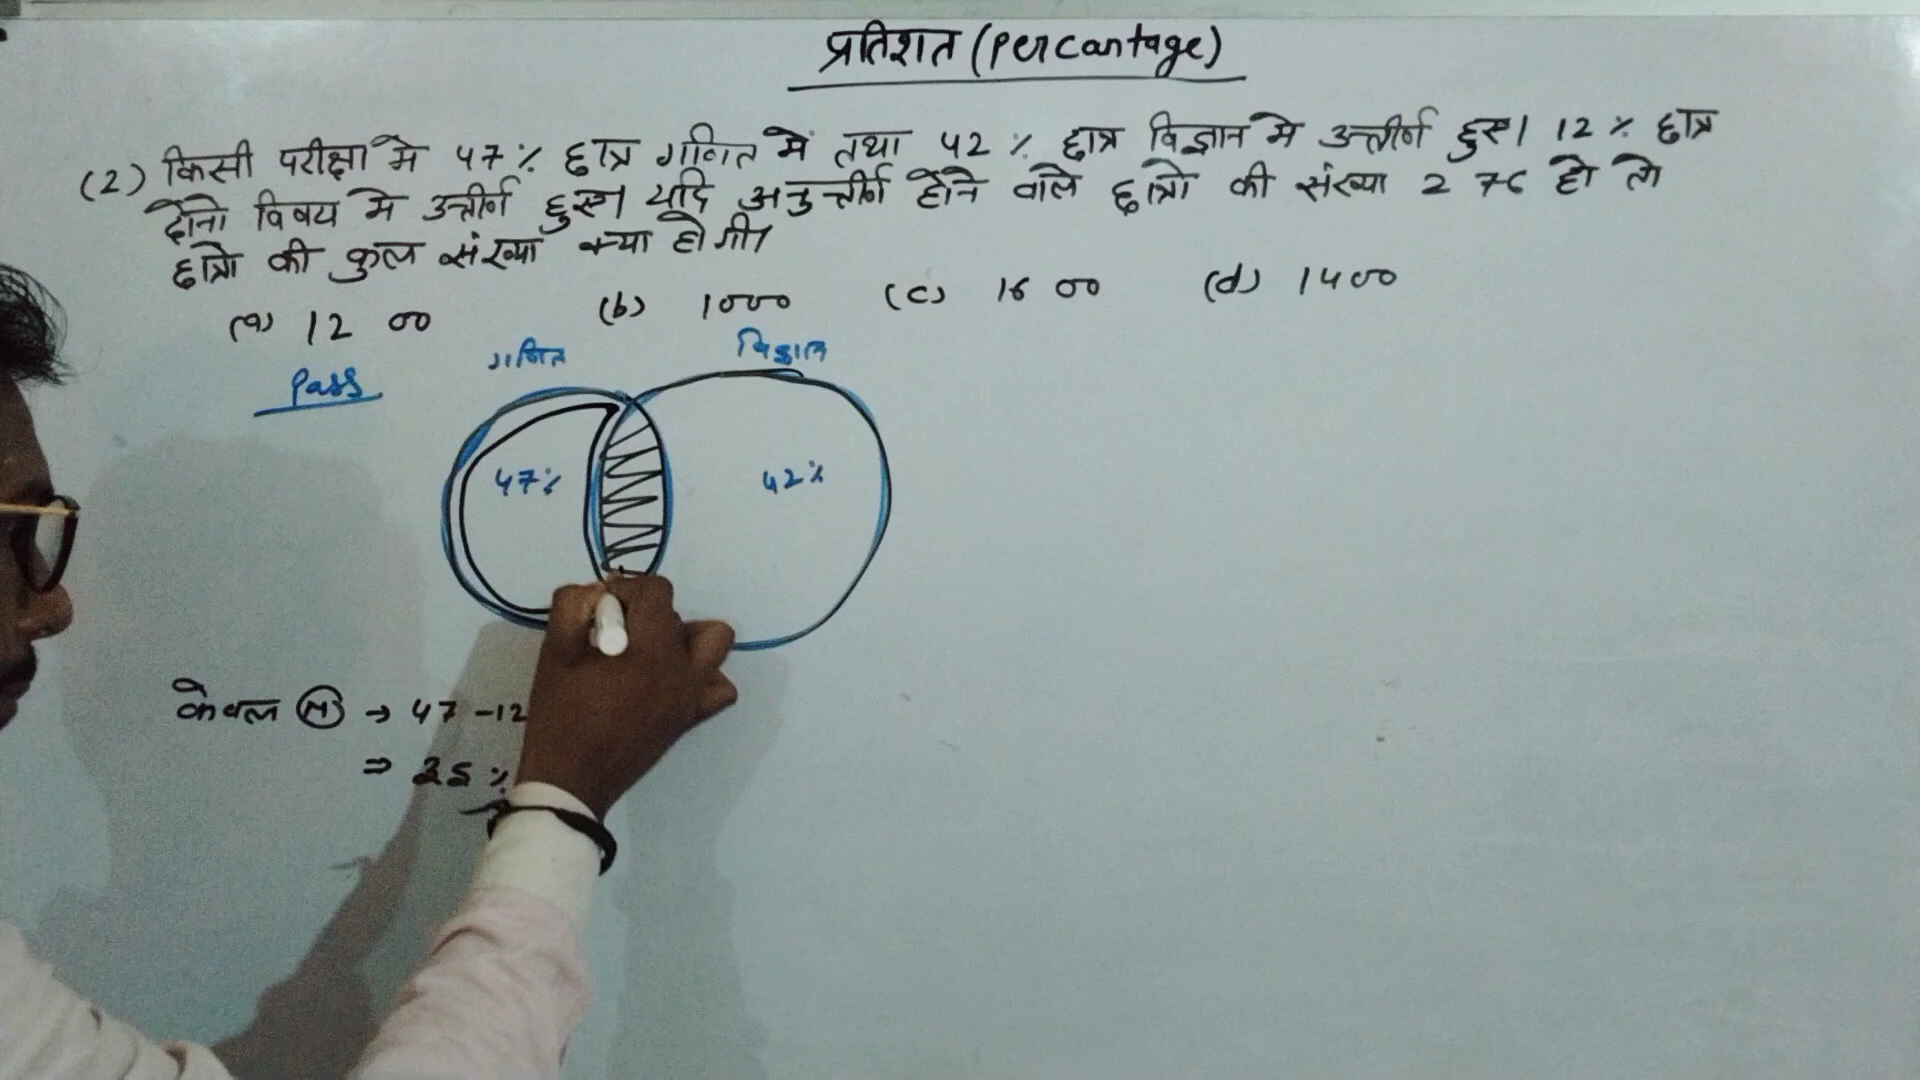 प्रतिशत (Percantage)
(2) किसी परीक्षा मे 47% छात्र गणित में तथा 42% छात्र विज्ञान मे उत्तीर्ण हुए। 12% छात्र
दोनो विषय मे उत्तीर्ण हुए। यदि अनुत्तीर्ण होने वाले छात्रो की संख्या 276 हो तो
छात्रो की कुल संख्या क्या होगी।
(a) 1200 (b) 1000 (c) 1600 (d) 1400
Pass गणित विज्ञान
47% 42%
केवल M → 47 - 12
⇒ 35%